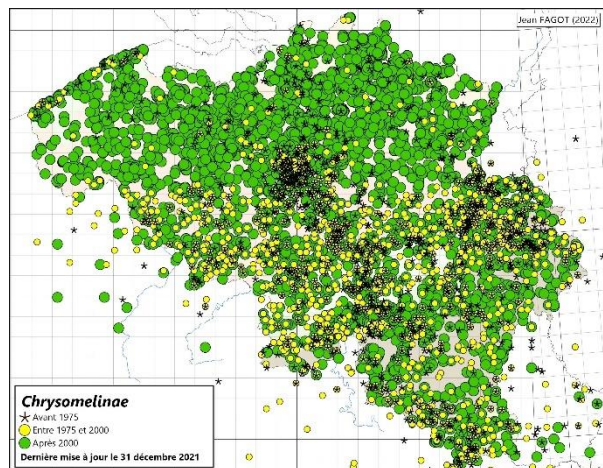 Jean FAGOT (2022)
Chrysomelinae
Avant 1975
Entre 1975 et 2000
Après 2000
Dernière mise à jour le 31 décembre 2021